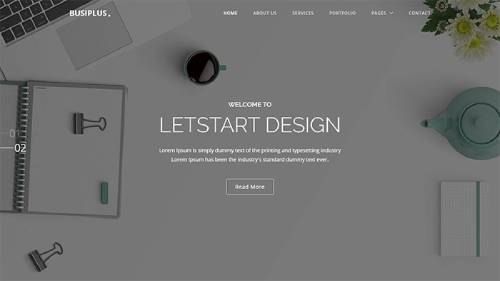 BUSIPLUS.
HOME ABOUT US SERVICES PORTFOLIO PAGES CONTACT
01
02
WELCOME TO
LETSTART DESIGN
Lorem Ipsum is simply dummy text of the printing and typesetting industry
Lorem Ipsum has been the industry's standard dummy text ever.
Read More